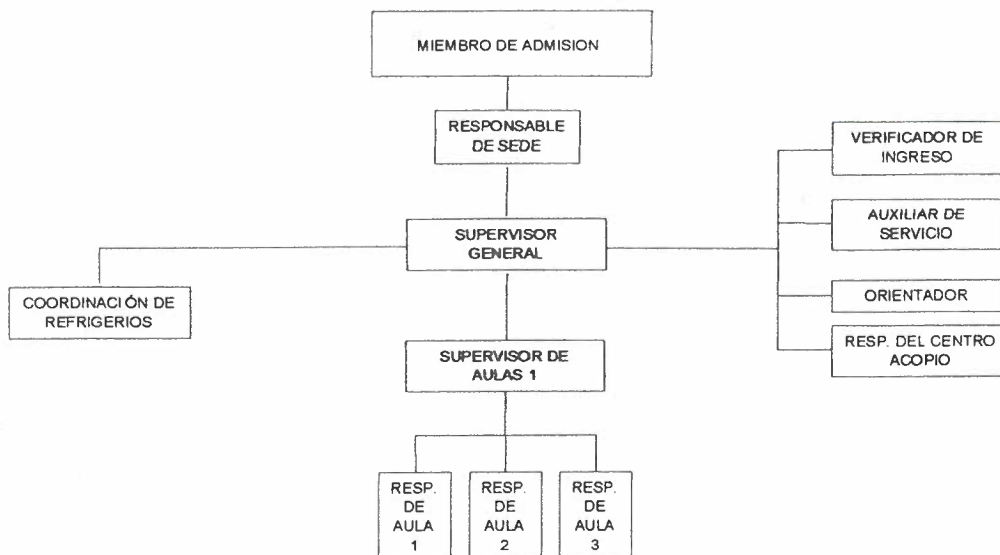 MIEMBRO DE ADMISION
RESPONSABLE
DE SEDE
VERIFICADOR DE
INGRESO
AUXILIAR DE
SERVICIO
SUPERVISOR
GENERAL
COORDINACIÓN DE
REFRIGERIOS
ORIENTADOR
RESP. DEL CENTRO
ACOPIO
SUPERVISOR DE
AULAS 1
RESP.
DE
AULA
1
RESP.
DE
AULA
2
RESP.
DE
AULA
3